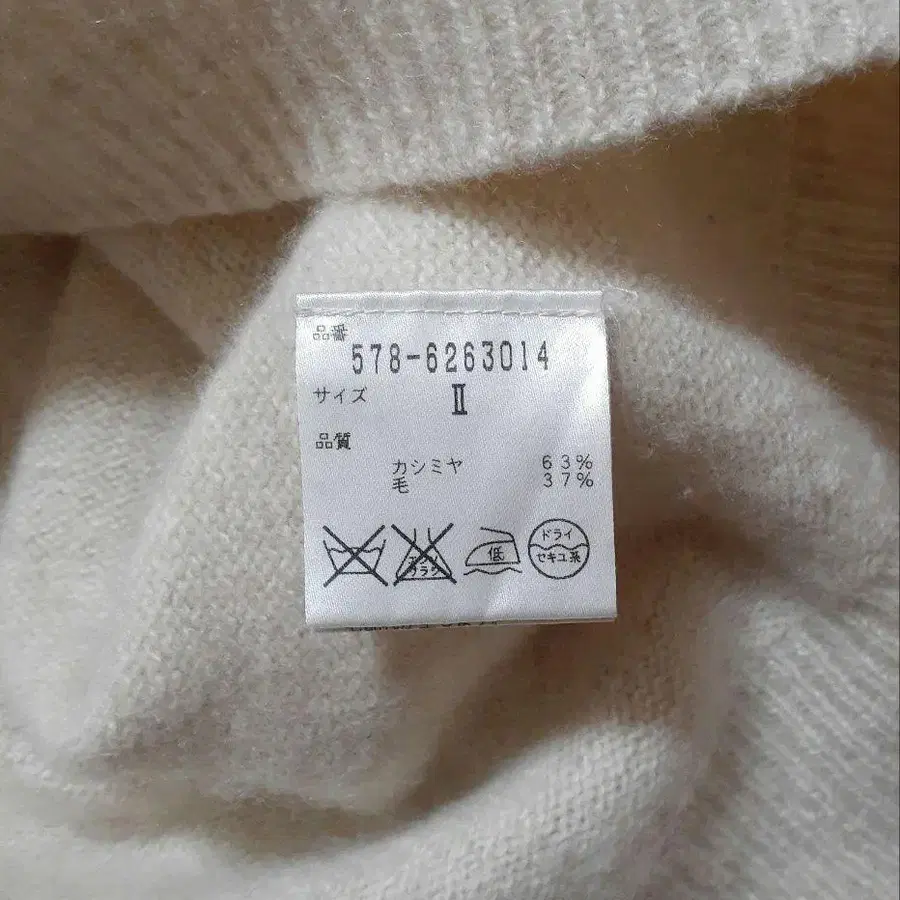 品番
578-6263014
サイズ II
品質
カシミヤ 63%
毛 37%
低
ドライ
セキユ系